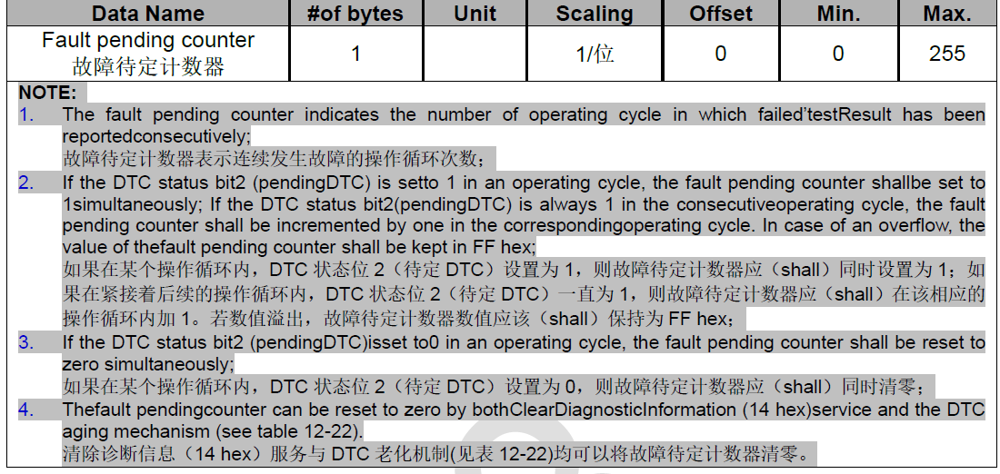 Data Name #of bytes Unit Scaling Offset Min. Max.
Fault pending counter
故障待定计数器 1 1/位 0 0 255
NOTE:
1. The fault pending counter indicates the number of operating cycle in which failed’testResult has been
reportedconsecutively;
故障待定计数器表示连续发生故障的操作循环次数；
2. If the DTC status bit2 (pendingDTC) is setto 1 in an operating cycle, the fault pending counter shallbe set to
1simultaneously; If the DTC status bit2(pendingDTC) is always 1 in the consecutiveoperating cycle, the fault
pending counter shall be incremented by one in the correspondingoperating cycle. In case of an overflow, the
value of thefault pending counter shall be kept in FF hex;
如果在某个操作循环内，DTC 状态位 2（待定 DTC）设置为 1，则故障待定计数器应（shall）同时设置为 1；如
果在紧接着后续的操作循环内，DTC 状态位 2（待定 DTC）一直为 1，则故障待定计数器应（shall）在该相应的
操作循环内加 1。若数值溢出，故障待定计数器数值应该（shall）保持为 FF hex；
3. If the DTC status bit2 (pendingDTC)isset to0 in an operating cycle, the fault pending counter shall be reset to
zero simultaneously;
如果在某个操作循环内，DTC 状态位 2（待定 DTC）设置为 0，则故障待定计数器应（shall）同时清零；
4. Thefault pendingcounter can be reset to zero by bothClearDiagnosticInformation (14 hex)service and the DTC
aging mechanism (see table 12-22).
清除诊断信息（14 hex）服务与 DTC 老化机制(见表 12-22)均可以将故障待定计数器清零。